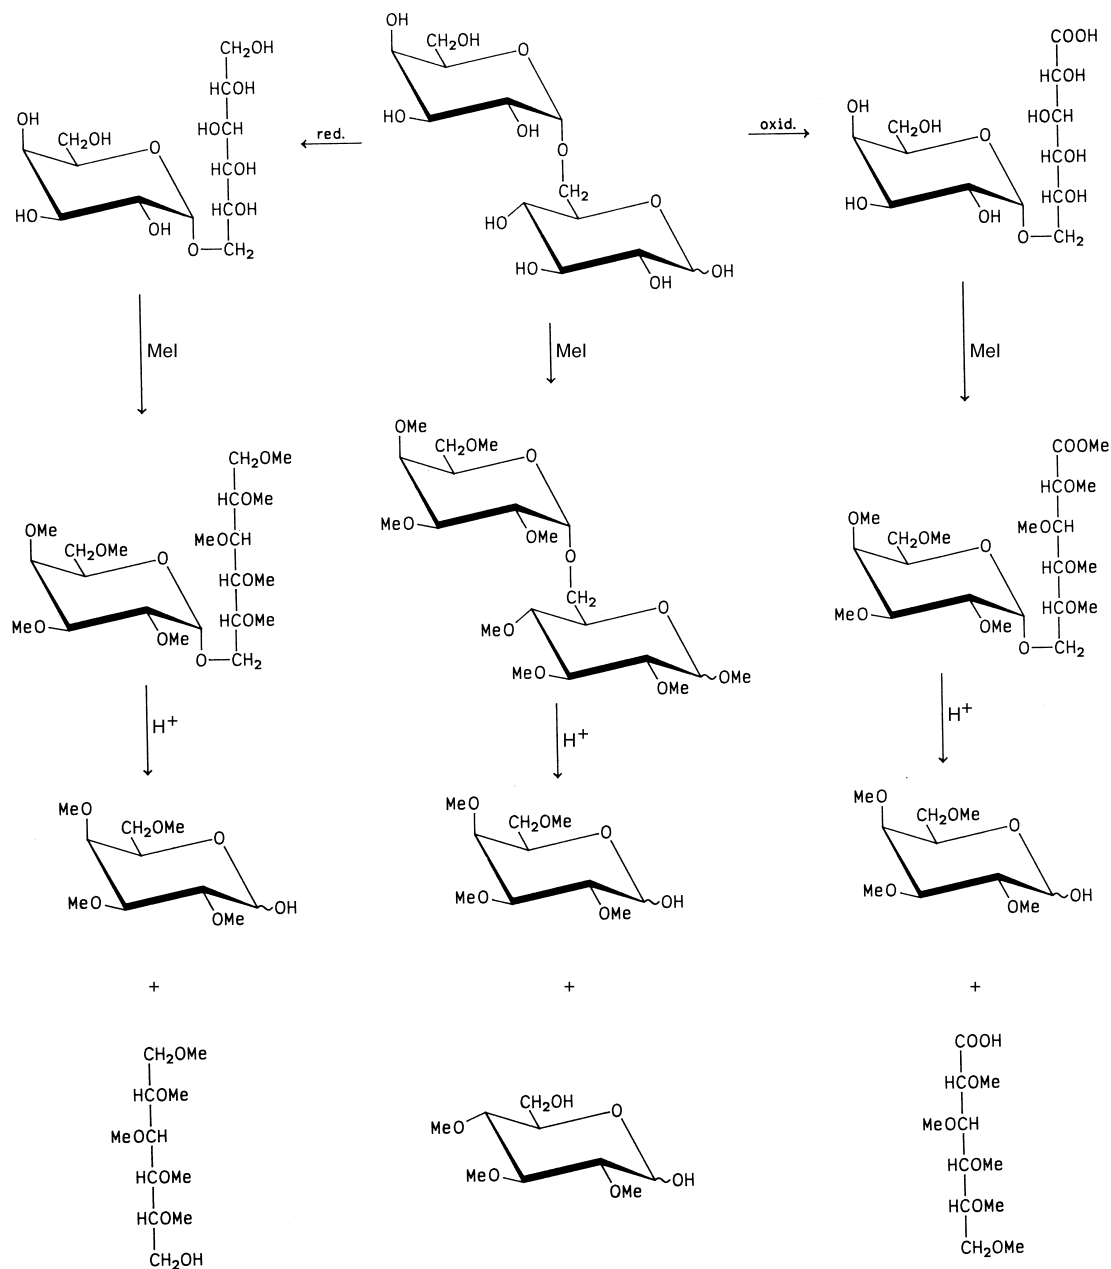 CH₂OH
HCOH
HOCH
HCOH
HCOH
O—CH₂
OH
CH₂OH
O
HO
OH
red.
OH
CH₂OH
O
HO
OH
O
CH₂
O
HO
HO
OH
OH
oxid.
COOH
HCOH
HOCH
HCOH
HCOH
O—CH₂
OH
CH₂OH
O
HO
OH
MeI
MeI
MeI
CH₂OMe
HCOMe
MeOCH
HCOMe
HCOMe
O—CH₂
OMe
CH₂OMe
O
MeO
OMe
OMe
CH₂OMe
O
MeO
OMe
O
CH₂
O
MeO
MeO
OMe
OMe
COOMe
HCOMe
MeOCH
HCOMe
HCOMe
O—CH₂
OMe
CH₂OMe
O
MeO
OMe
H⁺
H⁺
H⁺
MeO
CH₂OMe
O
MeO
OMe
OH
MeO
CH₂OMe
O
MeO
OMe
OH
MeO
CH₂OMe
O
MeO
OMe
OH
+
+
+
CH₂OMe
HCOMe
MeOCH
HCOMe
HCOMe
CH₂OH
CH₂OH
O
MeO
MeO
OMe
OH
COOH
HCOMe
MeOCH
HCOMe
HCOMe
CH₂OMe